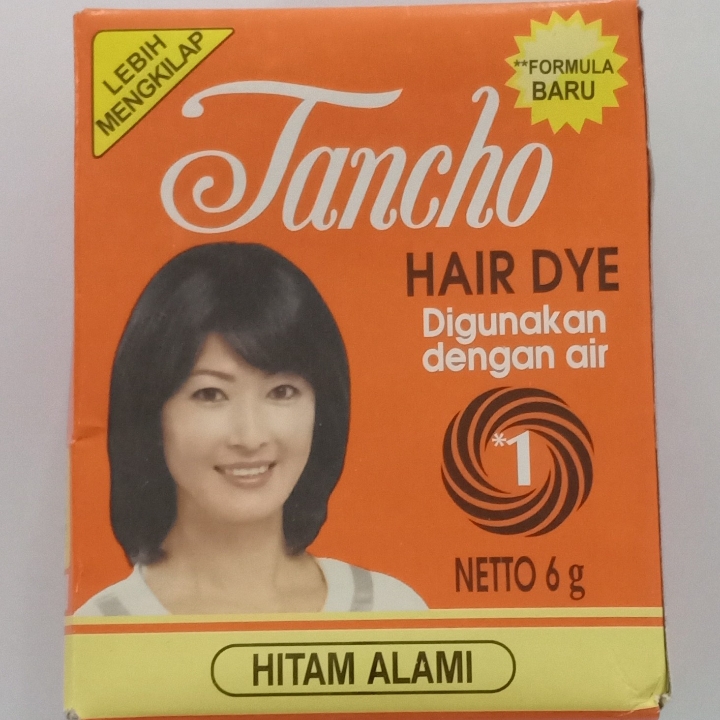 LEBIH
MENGKILAP
**FORMULA
BARU
Tancho
HAIR DYE
Digunakan
dengan air
*1
NETTO 6 g
HITAM ALAMI